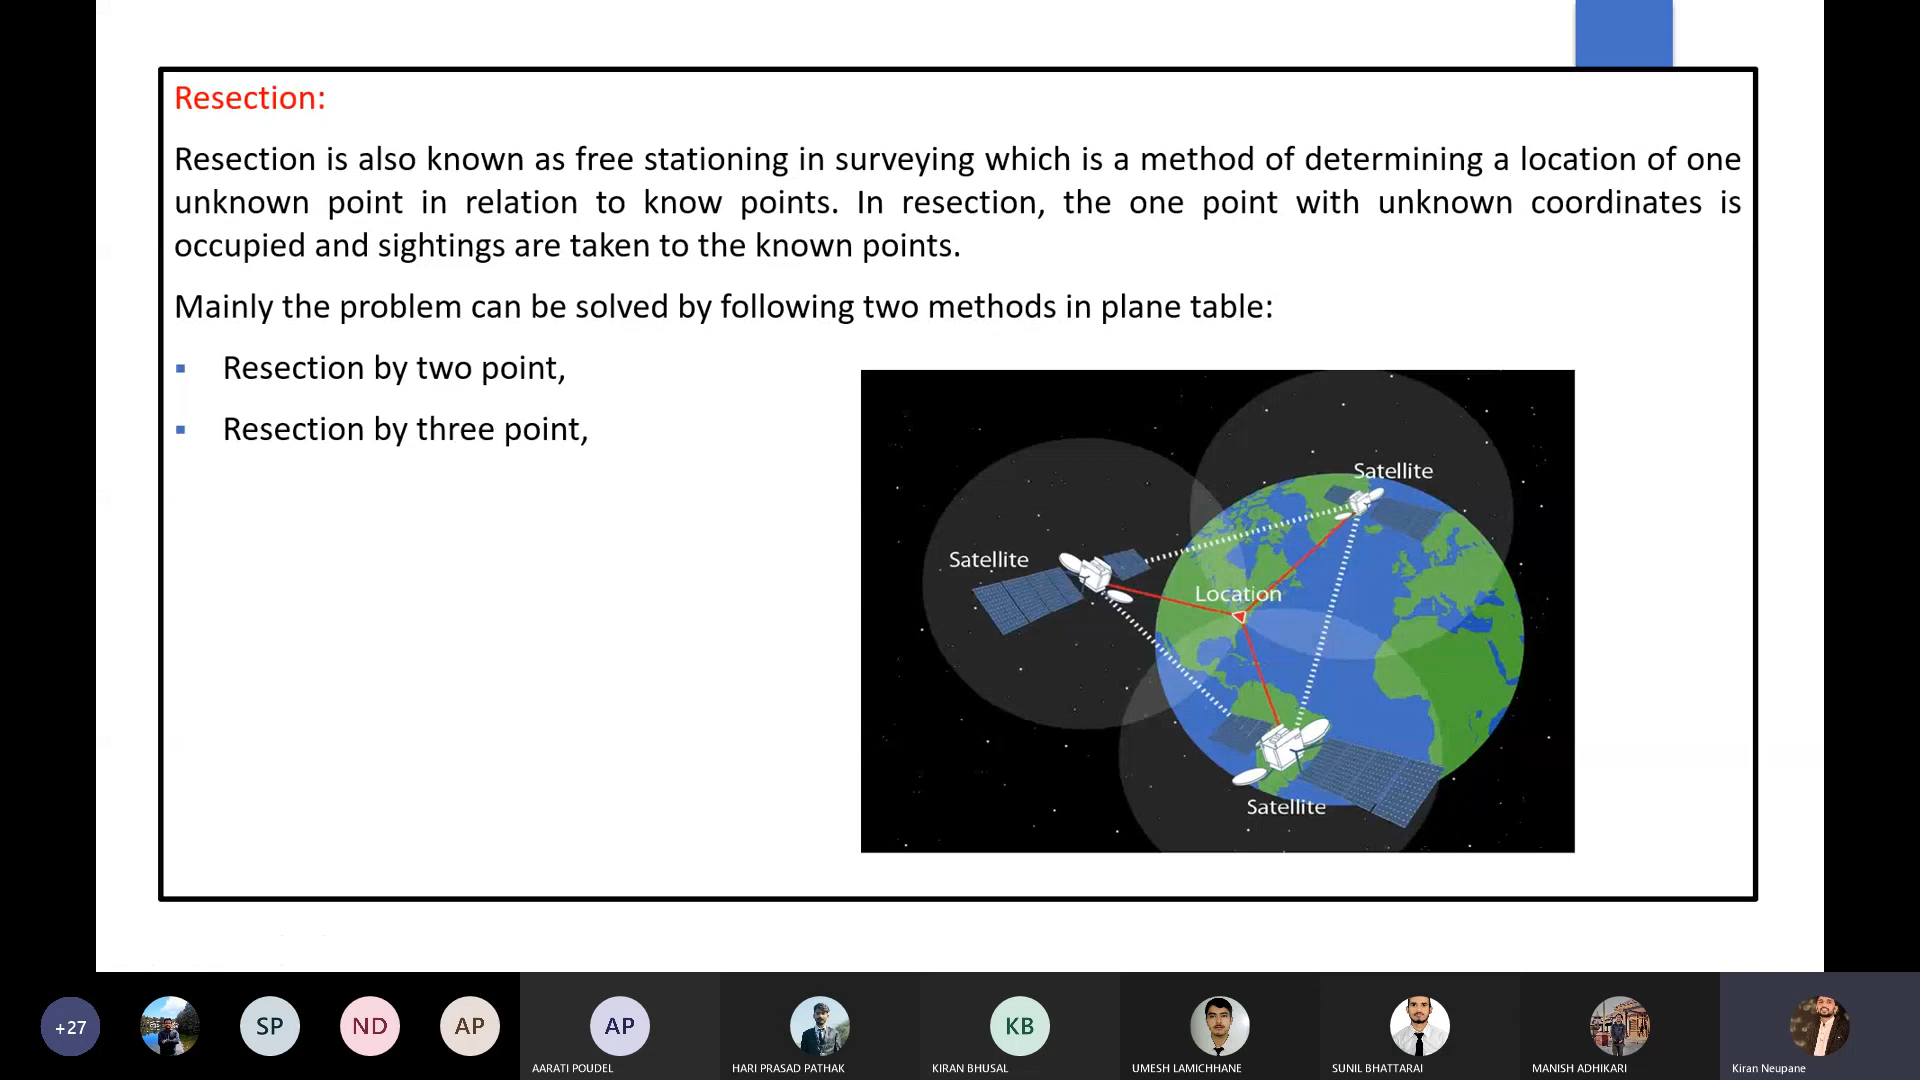 Resection:
Resection is also known as free stationing in surveying which is a method of determining a location of one
unknown point in relation to know points. In resection, the one point with unknown coordinates is
occupied and sightings are taken to the known points.
Mainly the problem can be solved by following two methods in plane table:
▪ Resection by two point,
▪ Resection by three point,
Satellite
Satellite
Location
Satellite
+27
SP
ND
AP
AP
KB
AARATI POUDEL
HARI PRASAD PATHAK
KIRAN BHUSAL
UMESH LAMICHHANE
SUNIL BHATTARAI
MANISH ADHIKARI
Kiran Neupane